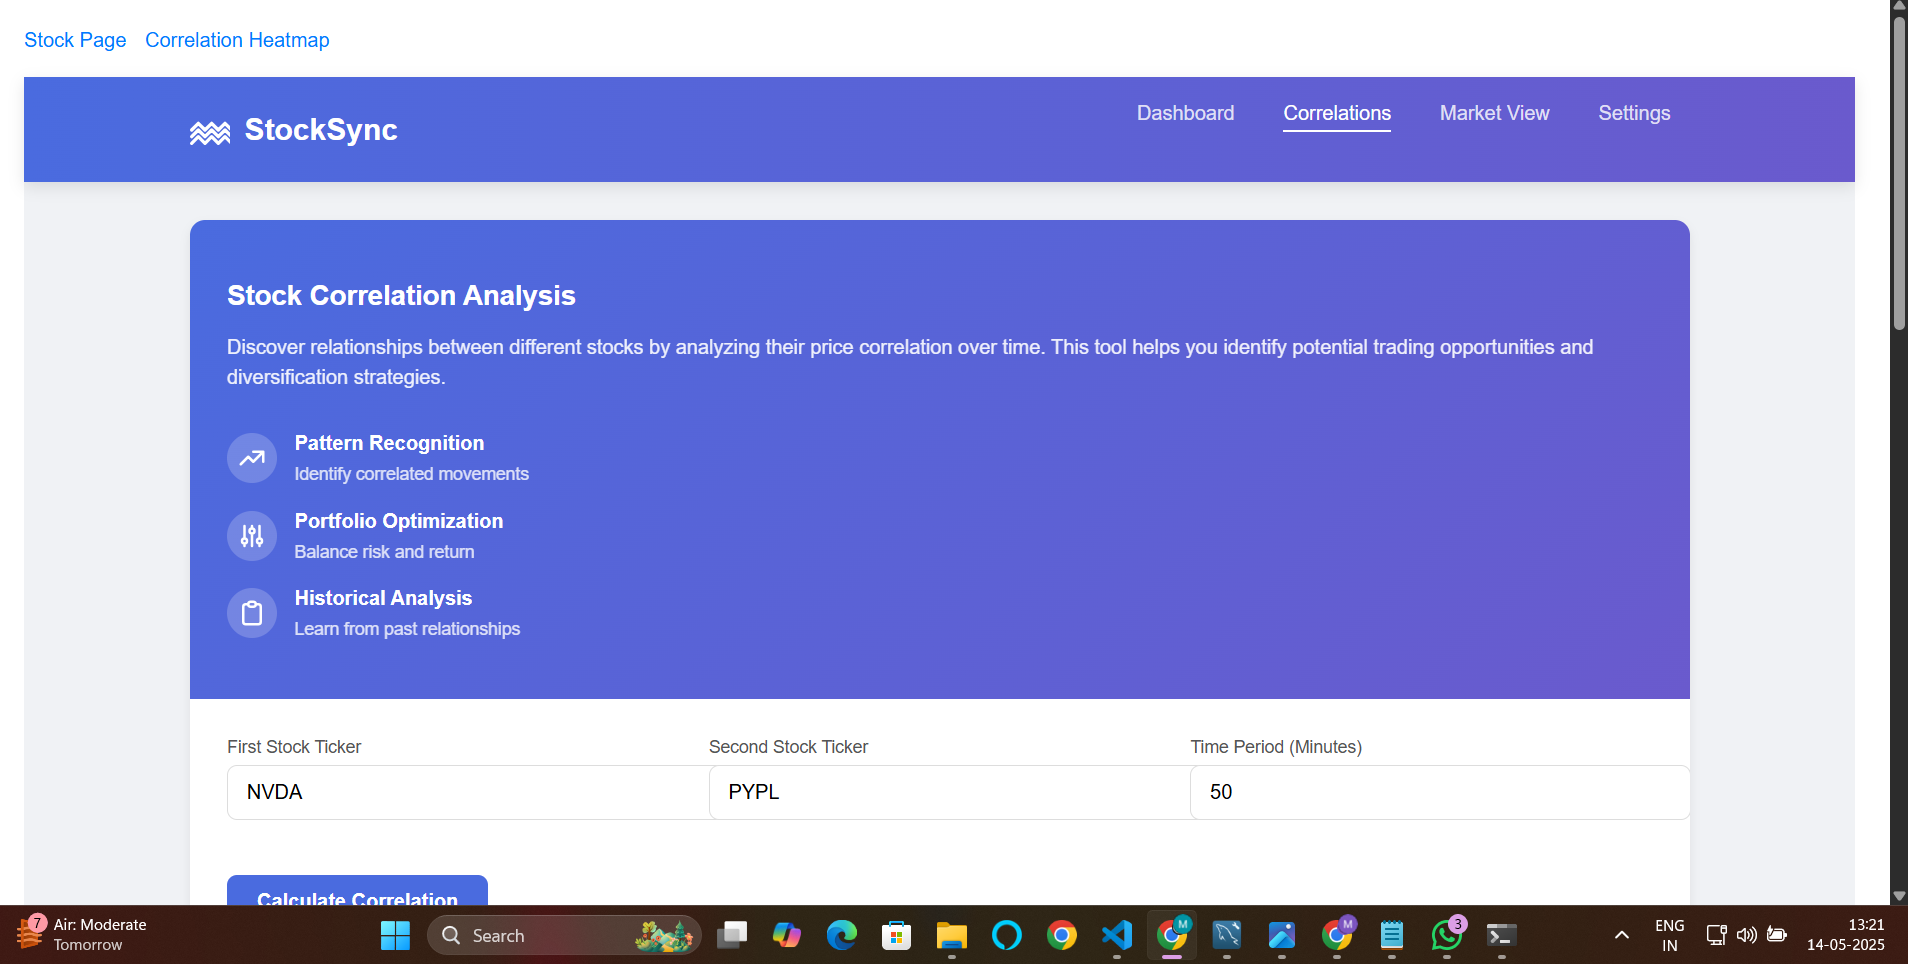 Stock Page Correlation Heatmap
StockSync
Dashboard Correlations Market View Settings
Stock Correlation Analysis
Discover relationships between different stocks by analyzing their price correlation over time. This tool helps you identify potential trading opportunities and
diversification strategies.
Pattern Recognition
Identify correlated movements
Portfolio Optimization
Balance risk and return
Historical Analysis
Learn from past relationships
First Stock Ticker Second Stock Ticker Time Period (Minutes)
NVDA PYPL 50
Calculate Correlation
7
Air: Moderate
Tomorrow
Search
M
M
3
ENG
IN
13:21
14-05-2025